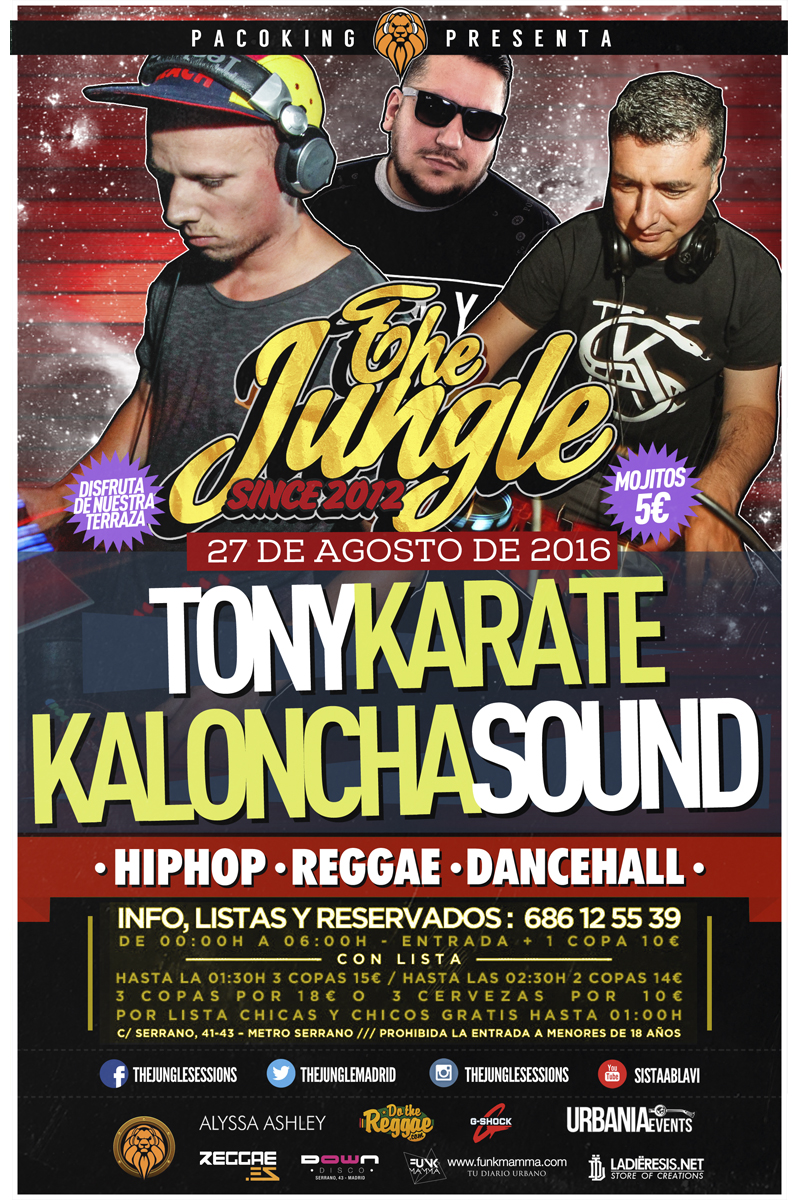 PACOKING PRESENTA
The
Jungle
SINCE 2012
DISFRUTA
DE NUESTRA
TERRAZA
MOJITOS
5€
27 DE AGOSTO DE 2016
TONYKARATE
KALONCHASOUND
· HIPHOP · REGGAE · DANCEHALL ·
INFO, LISTAS Y RESERVADOS : 686 12 55 39
DE 00:00H A 06:00H - ENTRADA + 1 COPA 10€
CON LISTA
HASTA LA 01:30H 3 COPAS 15€ / HASTA LAS 02:30H 2 COPAS 14€
3 COPAS POR 18€ O 3 CERVEZAS POR 10€
POR LISTA CHICAS Y CHICOS GRATIS HASTA 01:00H
C/ SERRANO, 41-43 - METRO SERRANO /// PROHIBIDA LA ENTRADA A MENORES DE 18 AÑOS
THEJUNGLESESSIONS THEJUNGLEMADRID THEJUNGLESESSIONS You Tube SISTAABLAVI
ALYSSA ASHLEY Do the Reggae.com G-SHOCK URBANIA EVENTS
REGGAE.ES DOWN DISCO SERRANO, 43 - MADRID FUNK MAMMA www.funkmamma.com TU DIARIO URBANO LADIËRESIS.NET STORE OF CREATIONS